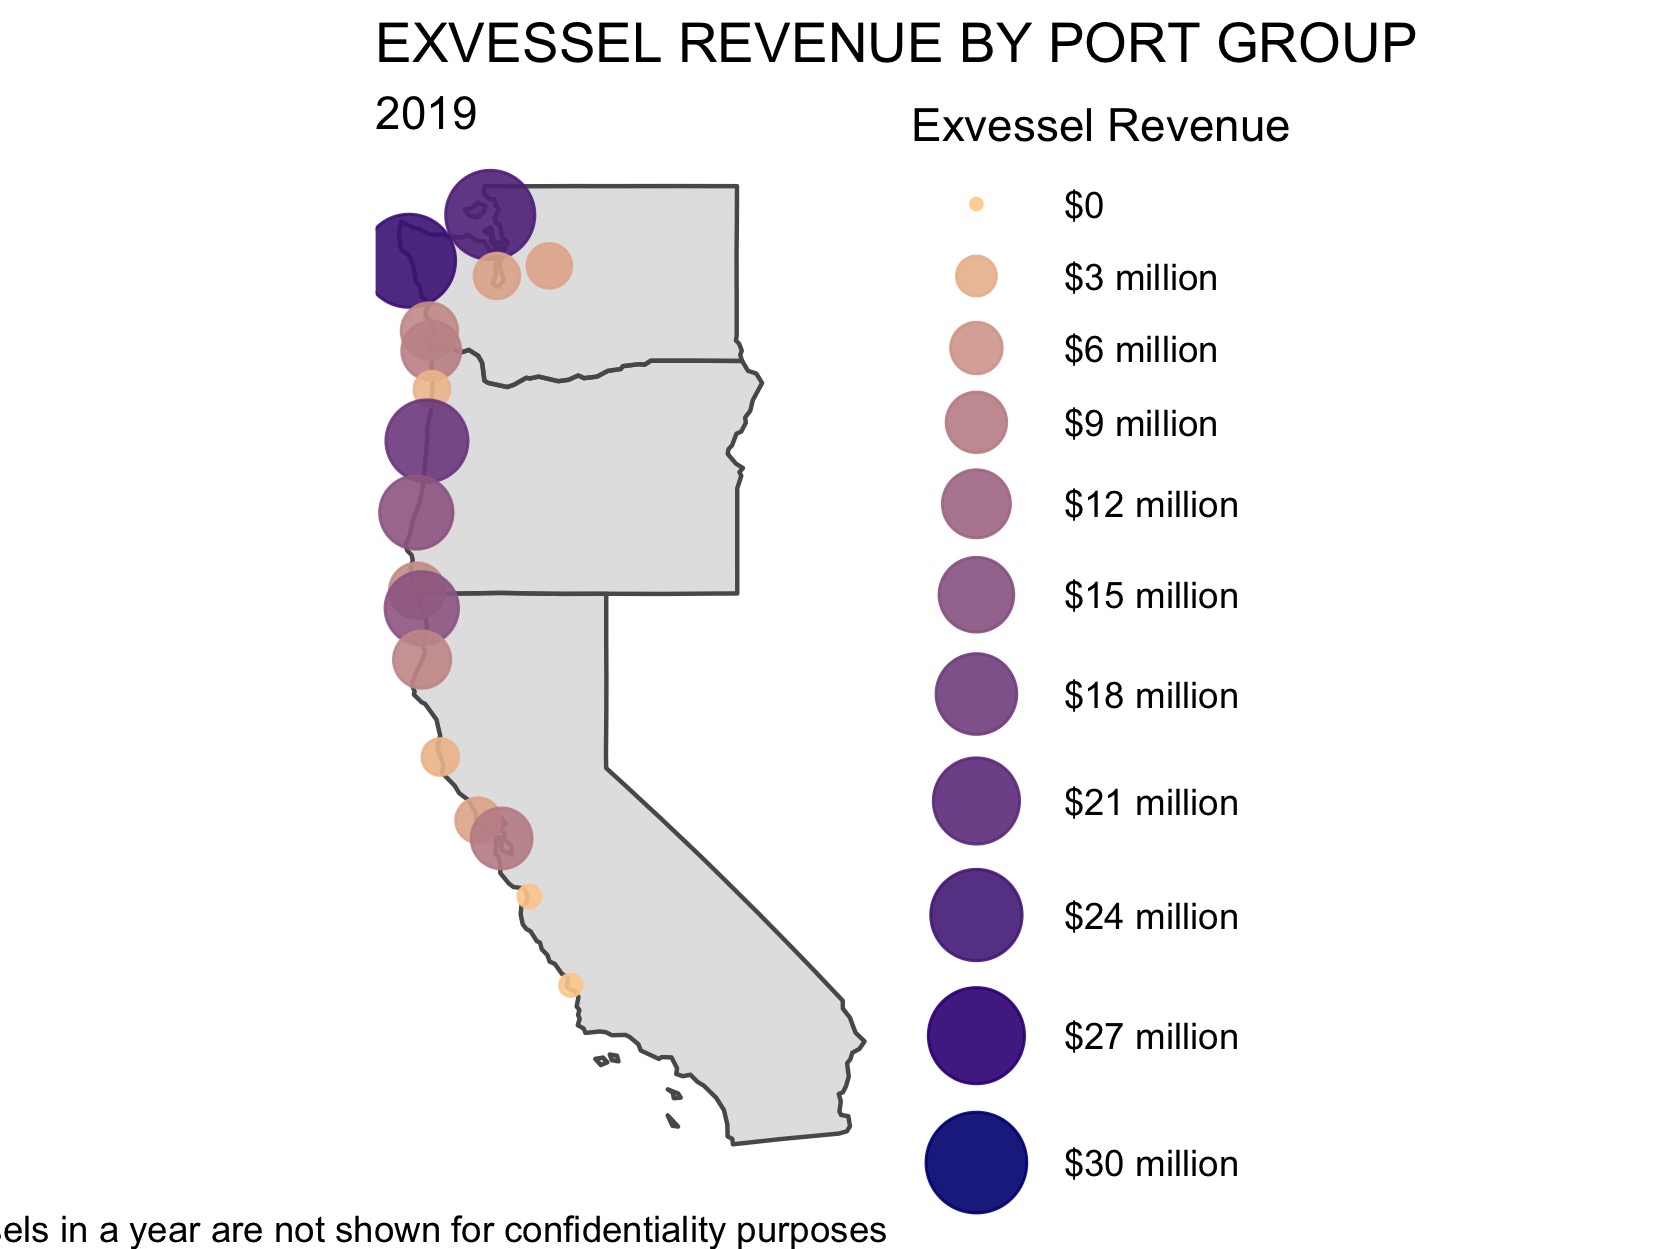 EXVESSEL REVENUE BY PORT GROUP
2019
Exvessel Revenue
$0
$3 million
$6 million
$9 million
$12 million
$15 million
$18 million
$21 million
$24 million
$27 million
$30 million
in a year are not shown for confidentiality purposes